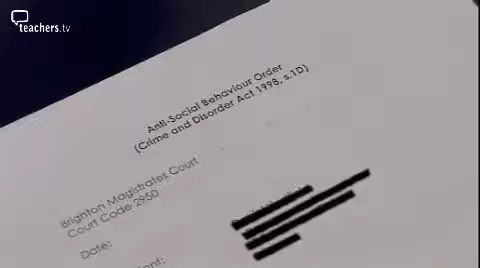 teachers.tv
Anti-Social Behaviour Order
(Crime and Disorder Act 1998, s.1D)
Brighton Magistrates Court
Court Code 2950
Date: